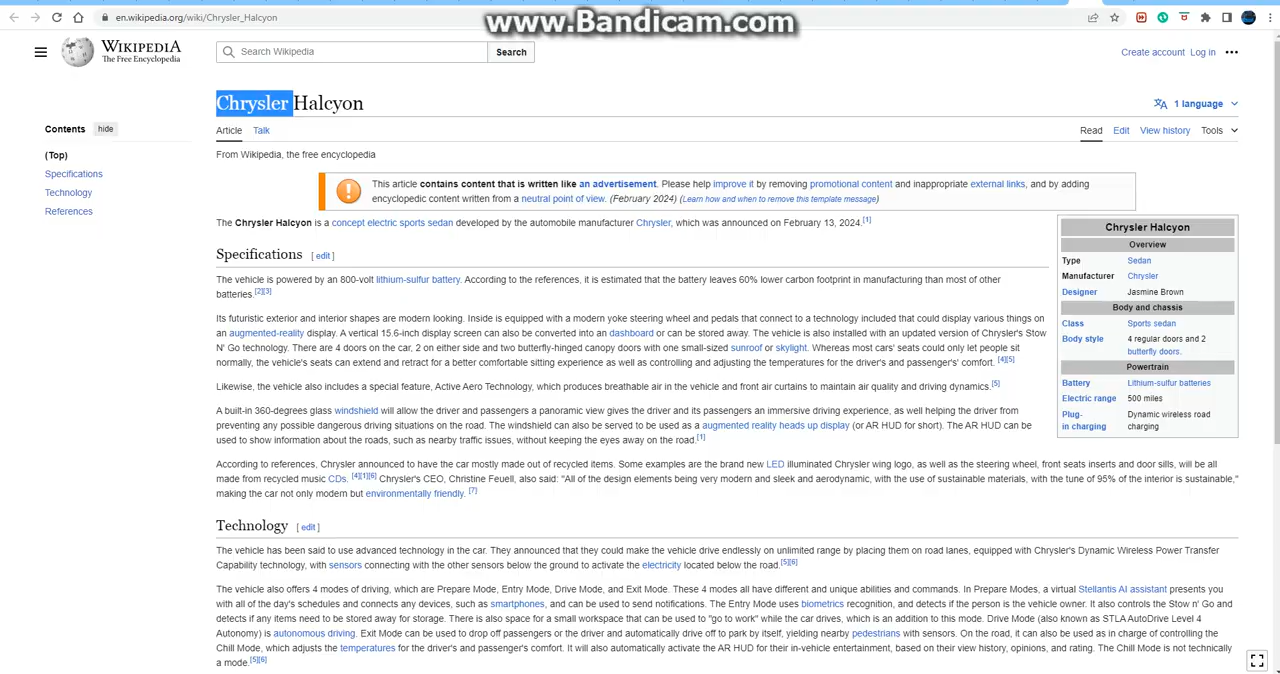 en.wikipedia.org/wiki/Chrysler_Halcyon
www.Bandicam.com
WIKIPEDIA
The Free Encyclopedia
Search Wikipedia
Search
Create account Log in
Contents hide
(Top)
Specifications
Technology
References
Chrysler Halcyon
1 language
Article Talk
Read Edit View history Tools
From Wikipedia, the free encyclopedia
This article contains content that is written like an advertisement. Please help improve it by removing promotional content and inappropriate external links, and by adding
encyclopedic content written from a neutral point of view. (February 2024) (Learn how and when to remove this template message)
The Chrysler Halcyon is a concept electric sports sedan developed by the automobile manufacturer Chrysler, which was announced on February 13, 2024.[1]
Specifications [ edit ]
The vehicle is powered by an 800-volt lithium-sulfur battery. According to the references, it is estimated that the battery leaves 60% lower carbon footprint in manufacturing than most of other
batteries.[2][3]
Its futuristic exterior and interior shapes are modern looking. Inside is equipped with a modern yoke steering wheel and pedals that connect to a technology included that could display various things on
an augmented-reality display. A vertical 15.6-inch display screen can also be converted into an dashboard or can be stored away. The vehicle is also installed with an updated version of Chrysler's Stow
N' Go technology. There are 4 doors on the car, 2 on either side and two butterfly-hinged canopy doors with one small-sized sunroof or skylight. Whereas most cars' seats could only let people sit
normally, the vehicle's seats can extend and retract for a better comfortable sitting experience as well as controlling and adjusting the temperatures for the driver's and passenger's' comfort. [4][5]
Likewise, the vehicle also includes a special feature, Active Aero Technology, which produces breathable air in the vehicle and front air curtains to maintain air quality and driving dynamics.[5]
A built-in 360-degrees glass windshield will allow the driver and passengers a panoramic view gives the driver and its passengers an immersive driving experience, as well helping the driver from
preventing any possible dangerous driving situations on the road. The windshield can also be served to be used as a augmented reality heads up display (or AR HUD for short). The AR HUD can be
used to show information about the roads, such as nearby traffic issues, without keeping the eyes away on the road.[1]
According to references, Chrysler announced to have the car mostly made out of recycled items. Some examples are the brand new LED illuminated Chrysler wing logo, as well as the steering wheel, front seats inserts and door sills, will be all
made from recycled music CDs. [4][1][6] Chrysler's CEO, Christine Feuell, also said: "All of the design elements being very modern and sleek and aerodynamic, with the use of sustainable materials, with the tune of 95% of the interior is sustainable,"
making the car not only modern but environmentally friendly. [7]
Chrysler Halcyon
Overview
Type Sedan
Manufacturer Chrysler
Designer Jasmine Brown
Body and chassis
Class Sports sedan
Body style 4 regular doors and 2
butterfly doors.
Powertrain
Battery Lithium-sulfur batteries
Electric range 500 miles
Plug- Dynamic wireless road
in charging charging
Technology [ edit ]
The vehicle has been said to use advanced technology in the car. They announced that they could make the vehicle drive endlessly on unlimited range by placing them on road lanes, equipped with Chrysler's Dynamic Wireless Power Transfer
Capability technology, with sensors connecting with the other sensors below the ground to activate the electricity located below the road.[5][6]
The vehicle also offers 4 modes of driving, which are Prepare Mode, Entry Mode, Drive Mode, and Exit Mode. These 4 modes all have different and unique abilities and commands. In Prepare Modes, a virtual Stellantis AI assistant presents you
with all of the day's schedules and connects any devices, such as smartphones, and can be used to send notifications. The Entry Mode uses biometrics recognition, and detects if the person is the vehicle owner. It also controls the Stow n' Go and
detects if any items need to be stored away for storage. There is also space for a small workspace that can be used to "go to work" while the car drives, which is an addition to this mode. Drive Mode (also known as STLA AutoDrive Level 4
Autonomy) is autonomous driving. Exit Mode can be used to drop off passengers or the driver and automatically drive off to park by itself, yielding nearby pedestrians with sensors. On the road, it can also be used as in charge of controlling the
Chill Mode, which adjusts the temperatures for the driver's and passenger's comfort. It will also automatically activate the AR HUD for their in-vehicle entertainment, based on their view history, opinions, and rating. The Chill Mode is not technically
a mode.[5][6]